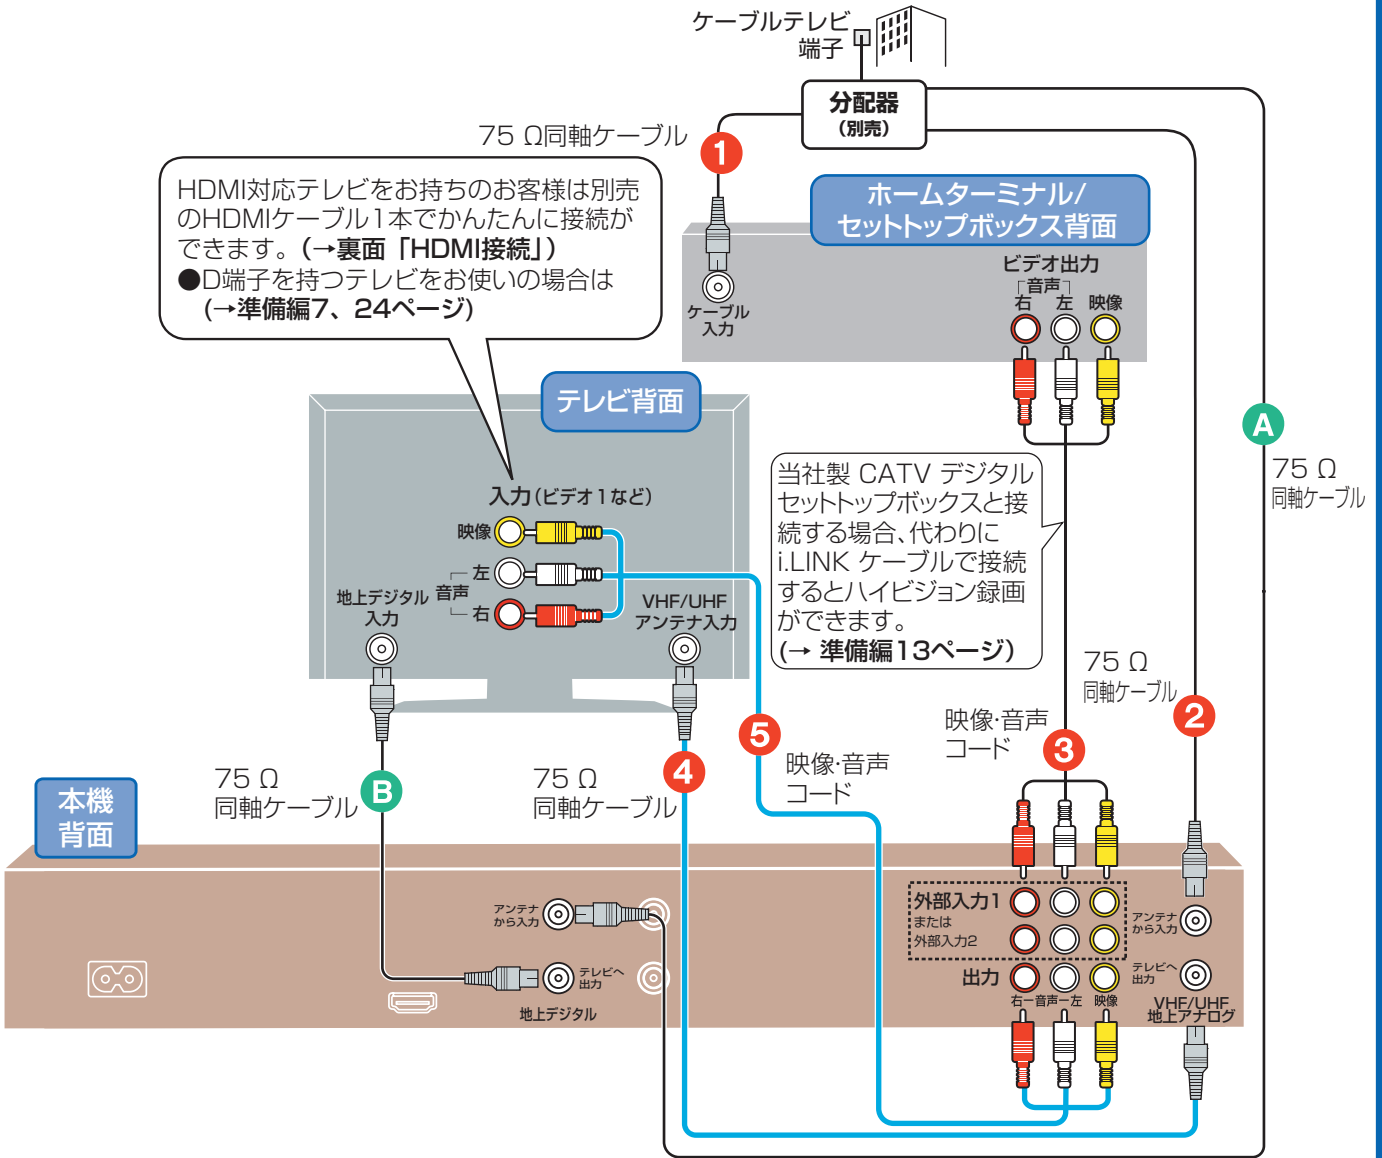 ケーブルテレビ
端子
分配器
(別売)
75 Ω同軸ケーブル
1
HDMI対応テレビをお持ちのお客様は別売
のHDMIケーブル1本でかんたんに接続が
できます。(→裏面「HDMI接続」)
●D端子を持つテレビをお使いの場合は
(→準備編7、24ページ)
ホームターミナル/
セットトップボックス背面
ビデオ出力
音声
右 左 映像
ケーブル
入力
テレビ背面
A
75 Ω
同軸ケーブル
入力(ビデオ1など)
映像
左
音声
右
地上デジタル
入力
VHF/UHF
アンテナ入力
当社製 CATV デジタル
セットトップボックスと接
続する場合、代わりに
i.LINK ケーブルで接続
するとハイビジョン録画
ができます。
(→ 準備編13ページ)
75 Ω
同軸ケーブル
2
映像・音声
コード
3
5
映像・音声
コード
4
75 Ω
同軸ケーブル
B
75 Ω
同軸ケーブル
本機
背面
アンテナ
から入力
テレビへ
出力
地上デジタル
外部入力1
または
外部入力2
出力
右ー音声ー左 映像
アンテナ
から入力
テレビへ
出力
VHF/UHF
地上アナログ